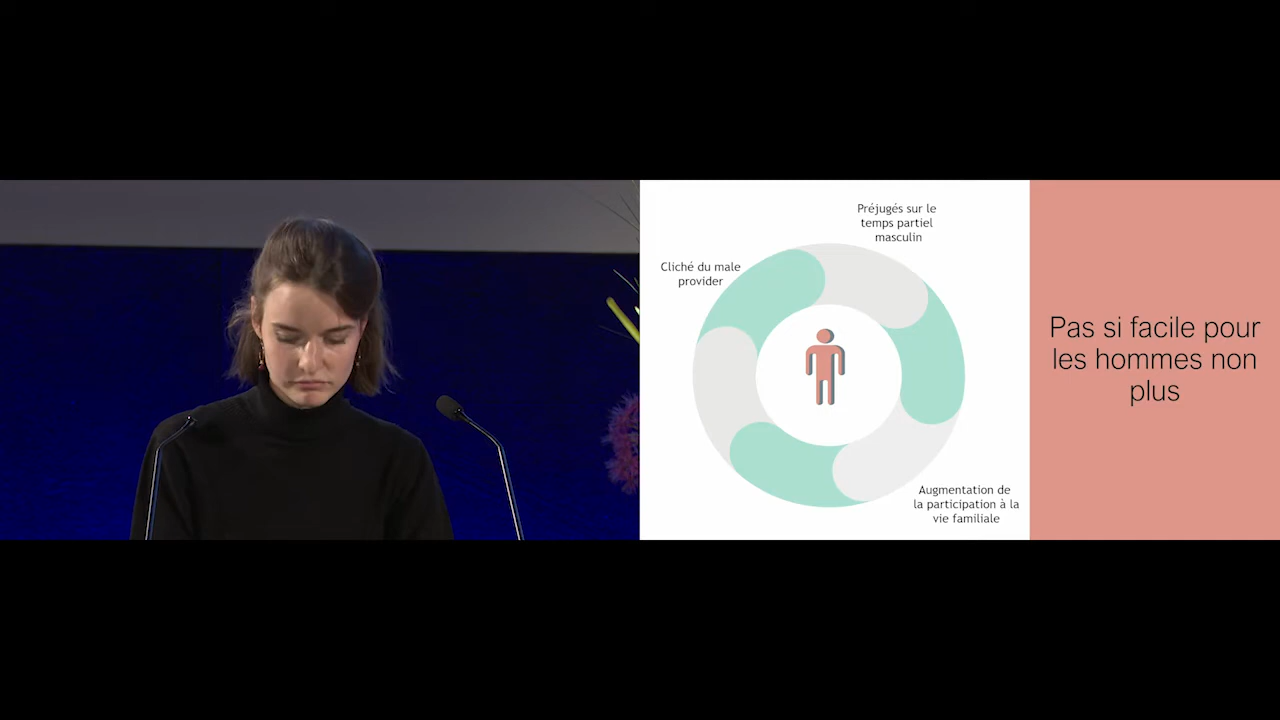 Préjugés sur le
temps partiel
masculin
Cliché du male
provider
Augmentation de
la participation à la
vie familiale
Pas si facile pour
les hommes non
plus